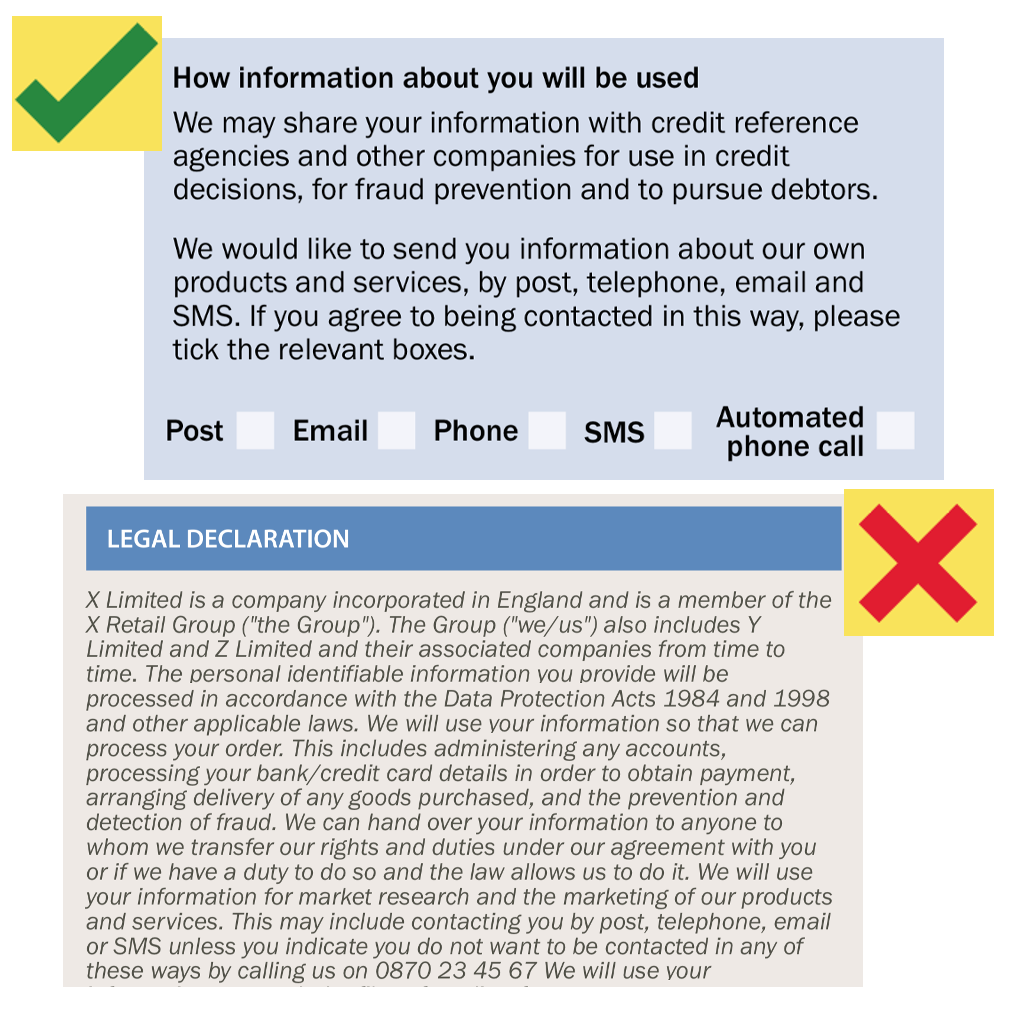 How information about you will be used
We may share your information with credit reference
agencies and other companies for use in credit
decisions, for fraud prevention and to pursue debtors.
We would like to send you information about our own
products and services, by post, telephone, email and
SMS. If you agree to being contacted in this way, please
tick the relevant boxes.
Post Email Phone SMS Automated
phone call
LEGAL DECLARATION
X Limited is a company incorporated in England and is a member of the
X Retail Group ("the Group"). The Group ("we/us") also includes Y
Limited and Z Limited and their associated companies from time to
time. The personal identifiable information you provide will be
processed in accordance with the Data Protection Acts 1984 and 1998
and other applicable laws. We will use your information so that we can
process your order. This includes administering any accounts,
processing your bank/credit card details in order to obtain payment,
arranging delivery of any goods purchased, and the prevention and
detection of fraud. We can hand over your information to anyone to
whom we transfer our rights and duties under our agreement with you
or if we have a duty to do so and the law allows us to do it. We will use
your information for market research and the marketing of our products
and services. This may include contacting you by post, telephone, email
or SMS unless you indicate you do not want to be contacted in any of
these ways by calling us on 0870 23 45 67 We will use your